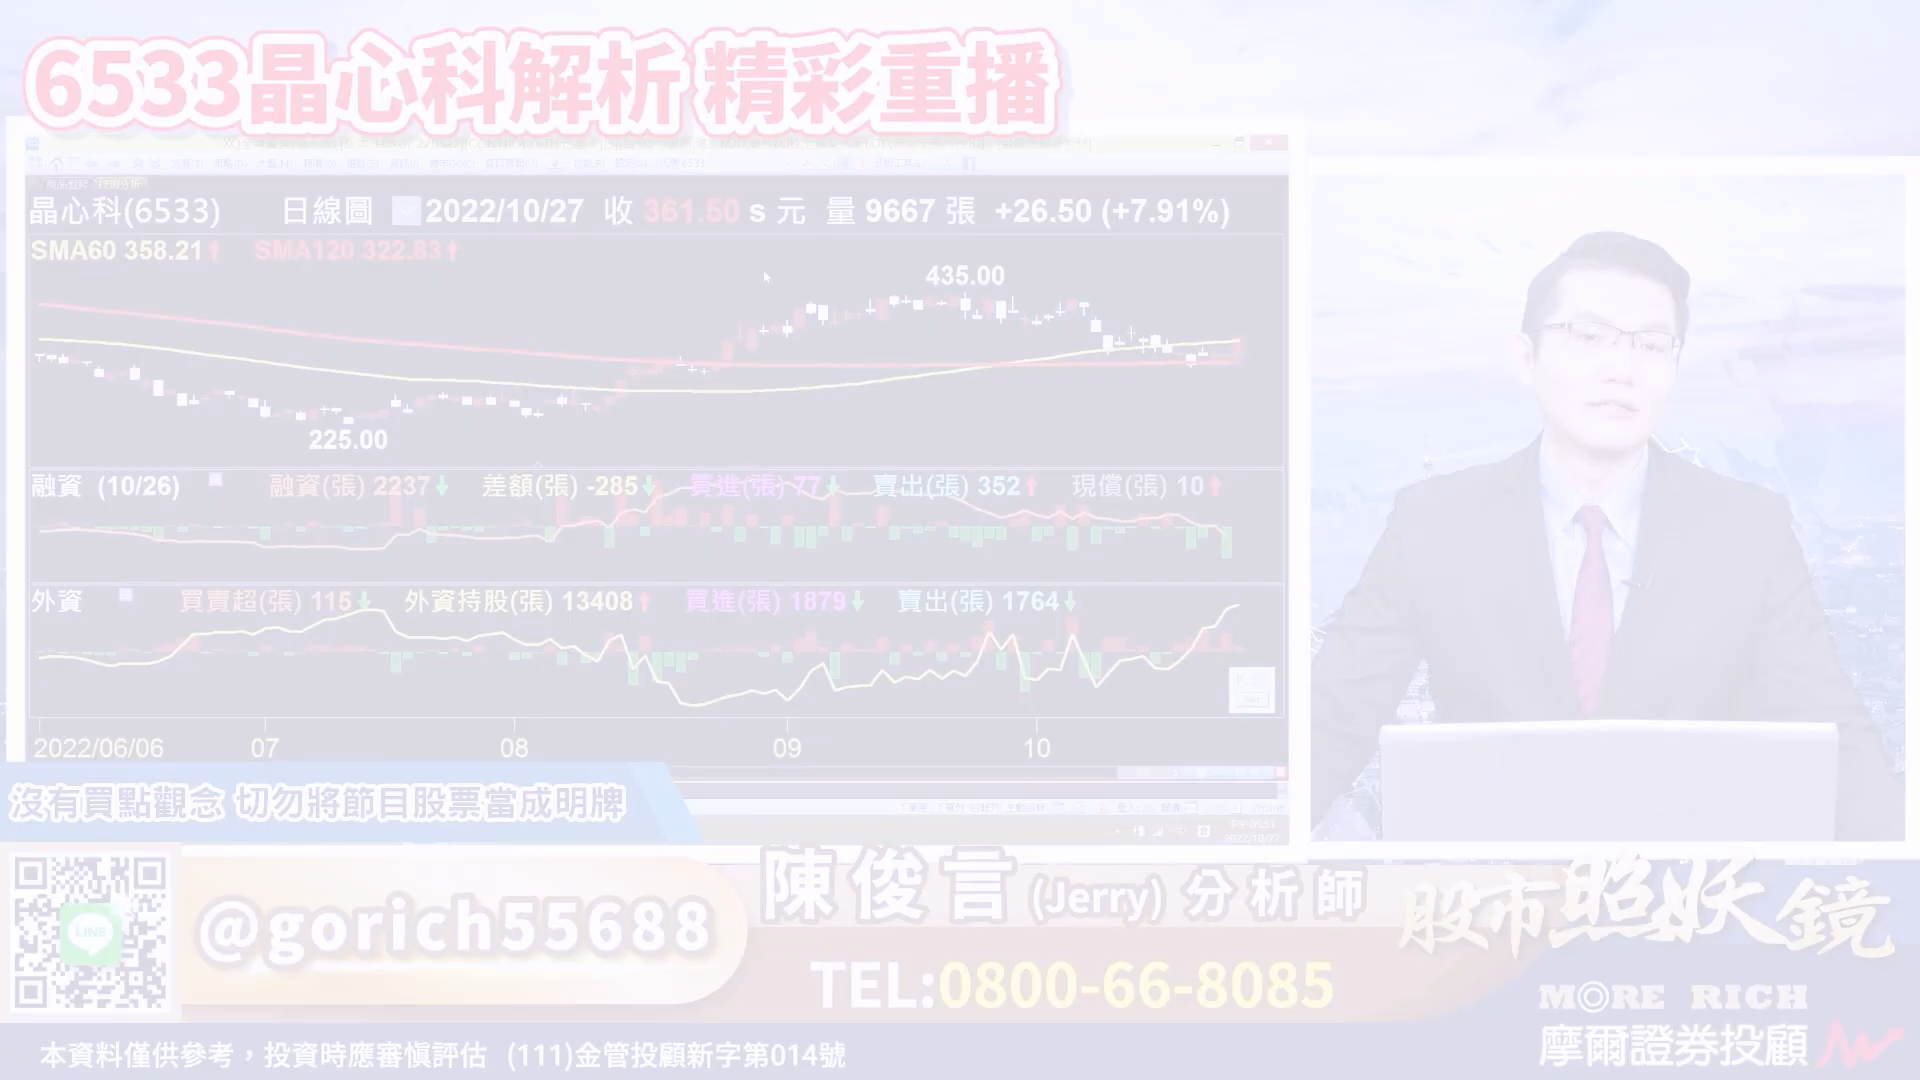 6533晶心科解析 精彩重播
晶心科(6533) 日線圖 2022/10/27 收 361.50 s 元 量 9667 張 +26.50 (+7.91%)
SMA60 358.21 SMA120 322.83
435.00
225.00
融資 (10/26) 融資(張) 2237 差額(張) -285 買進(張) 77 賣出(張) 352 現償(張) 10
外資 買賣超(張) 115 外資持股(張) 13408 買進(張) 1879 賣出(張) 1764
2022/06/06 07 08 09 10
沒有買點觀念 切勿將節目股票當成明牌
LINE
@gorich55688
陳俊言(Jerry)分析師
TEL:0800-66-8085
股市照妖鏡
MORE RICH
摩爾證券投顧
本資料僅供參考，投資時應審慎評估 (111)金管投顧新字第014號